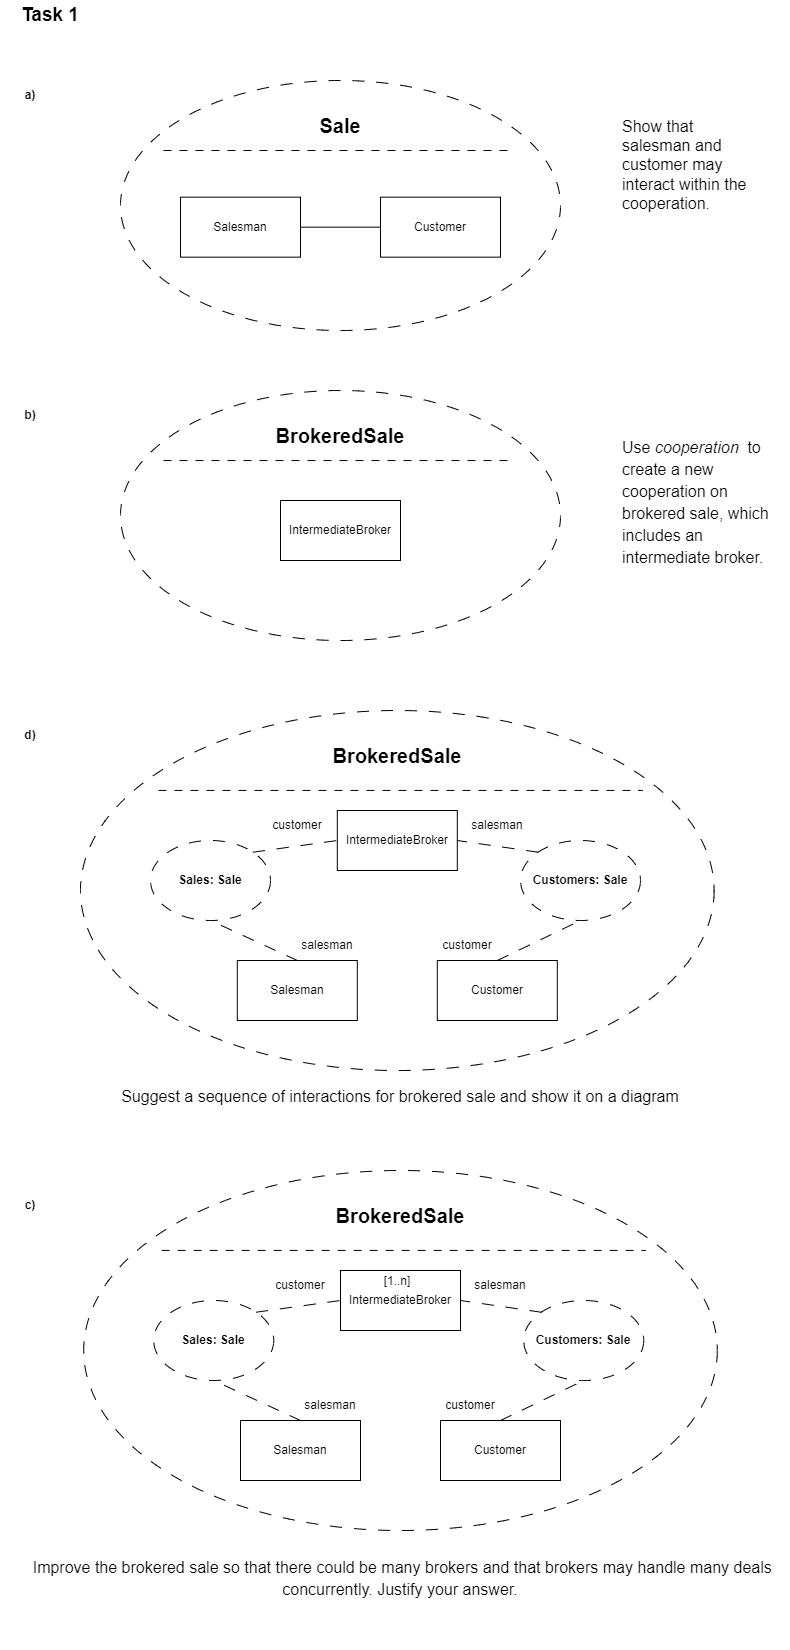 Task 1
a)
Sale
Salesman
Customer
Show that
salesman and
customer may
interact within the
cooperation.
b)
BrokeredSale
IntermediateBroker
Use cooperation to
create a new
cooperation on
brokered sale, which
includes an
intermediate broker.
d)
BrokeredSale
customer
IntermediateBroker
salesman
Sales: Sale
Customers: Sale
salesman
customer
Salesman
Customer
Suggest a sequence of interactions for brokered sale and show it on a diagram
c)
BrokeredSale
customer
[1..n]
IntermediateBroker
salesman
Sales: Sale
Customers: Sale
salesman
customer
Salesman
Customer
Improve the brokered sale so that there could be many brokers and that brokers may handle many deals
concurrently. Justify your answer.